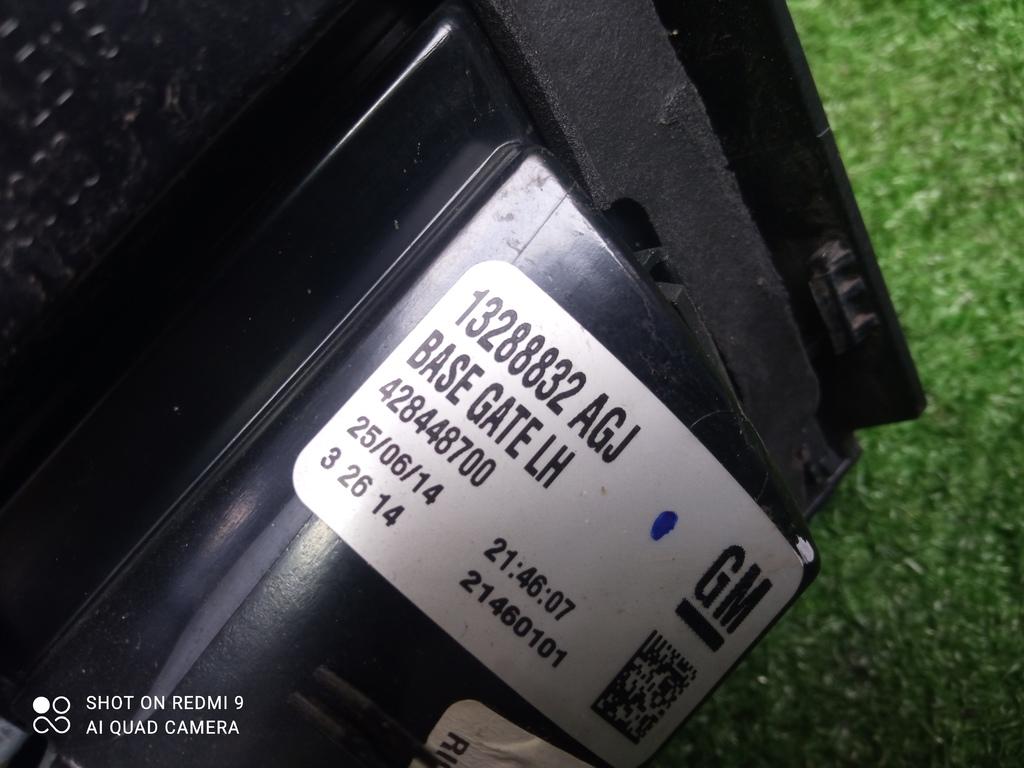 13288832 AGJ
BASE GATE LH
428448700
25/06/14
3 26 14
21:46:07
21460101
GM
SHOT ON REDMI 9
AI QUAD CAMERA